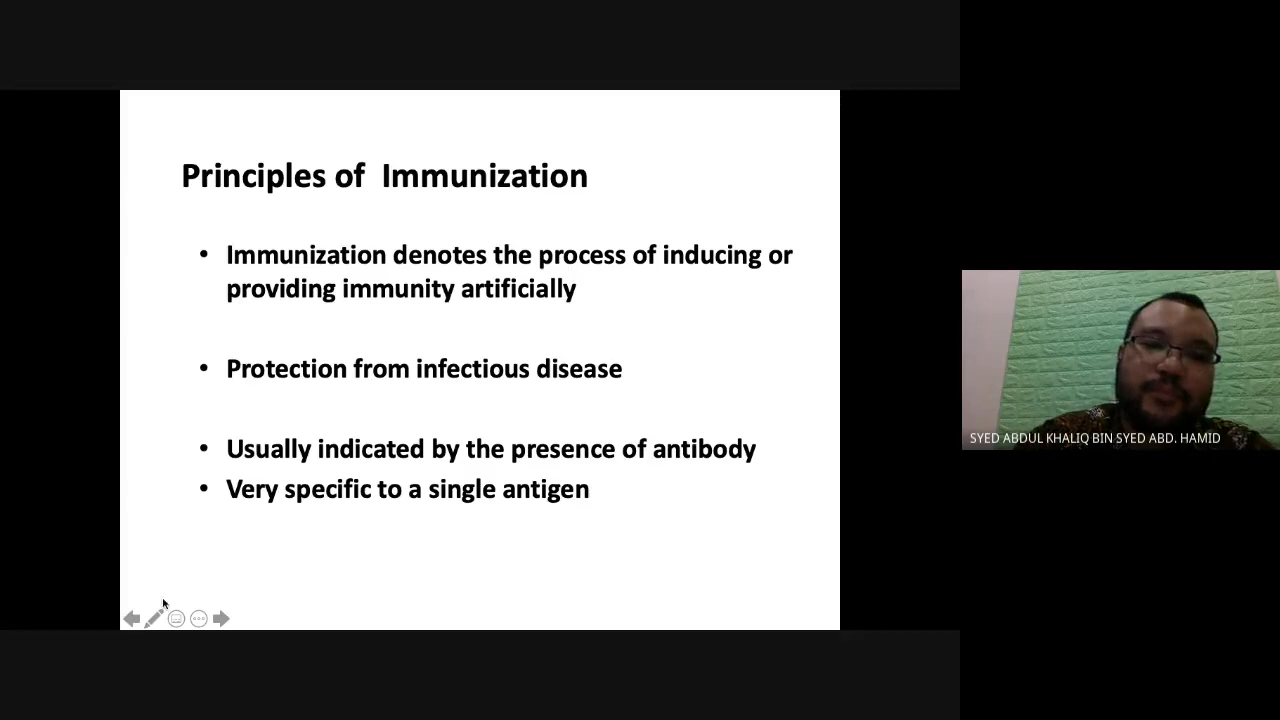 Principles of  Immunization
• Immunization denotes the process of inducing or
providing immunity artificially
• Protection from infectious disease
• Usually indicated by the presence of antibody
• Very specific to a single antigen
SYED ABDUL KHALIQ BIN SYED ABD. HAMID